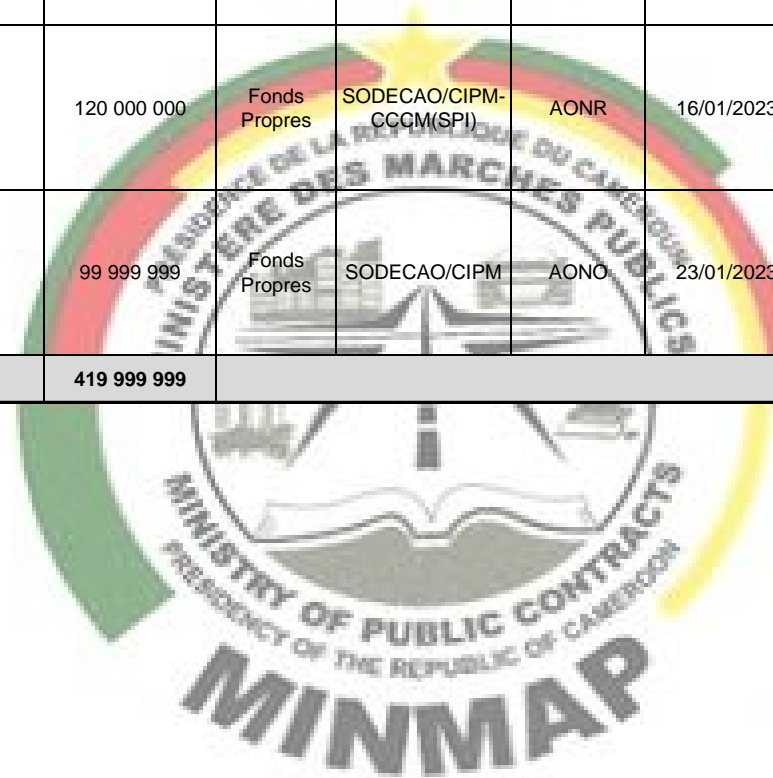 120 000 000
Fonds
Propres
SODECAO/CIPM-
CCCM(SPI)
AONR
16/01/2023
99 999 999
Fonds
Propres
SODECAO/CIPM
AONO
23/01/2023
419 999 999
PRESIDENCE DE LA REPUBLIQUE DU CAMEROUN
MINISTERE DES MARCHES PUBLICS
MINISTRY OF PUBLIC CONTRACTS
PRESIDENCY OF THE REPUBLIC OF CAMEROON
MINMAP